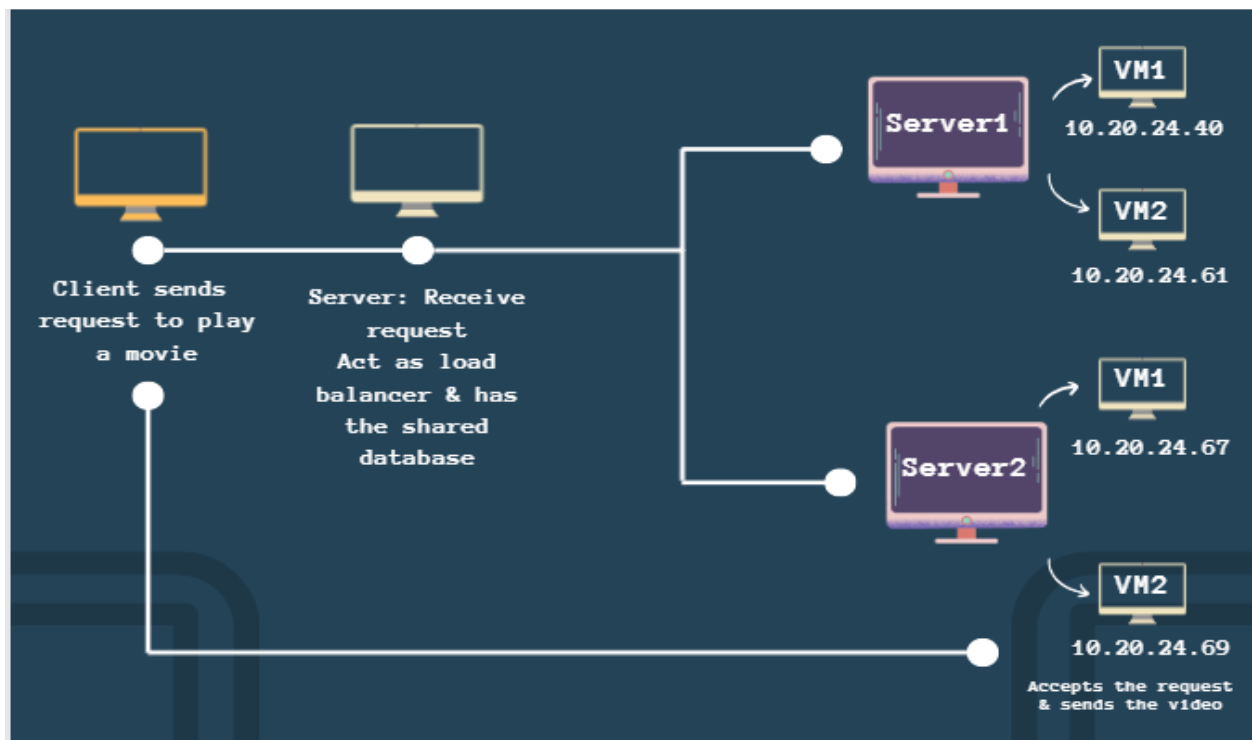 Client sends
request to play
a movie
Server: Receive
request
Act as load
balancer & has
the shared
database
Server1
VM1
10.20.24.40
VM2
10.20.24.61
Server2
VM1
10.20.24.67
VM2
10.20.24.69
Accepts the request
& sends the video